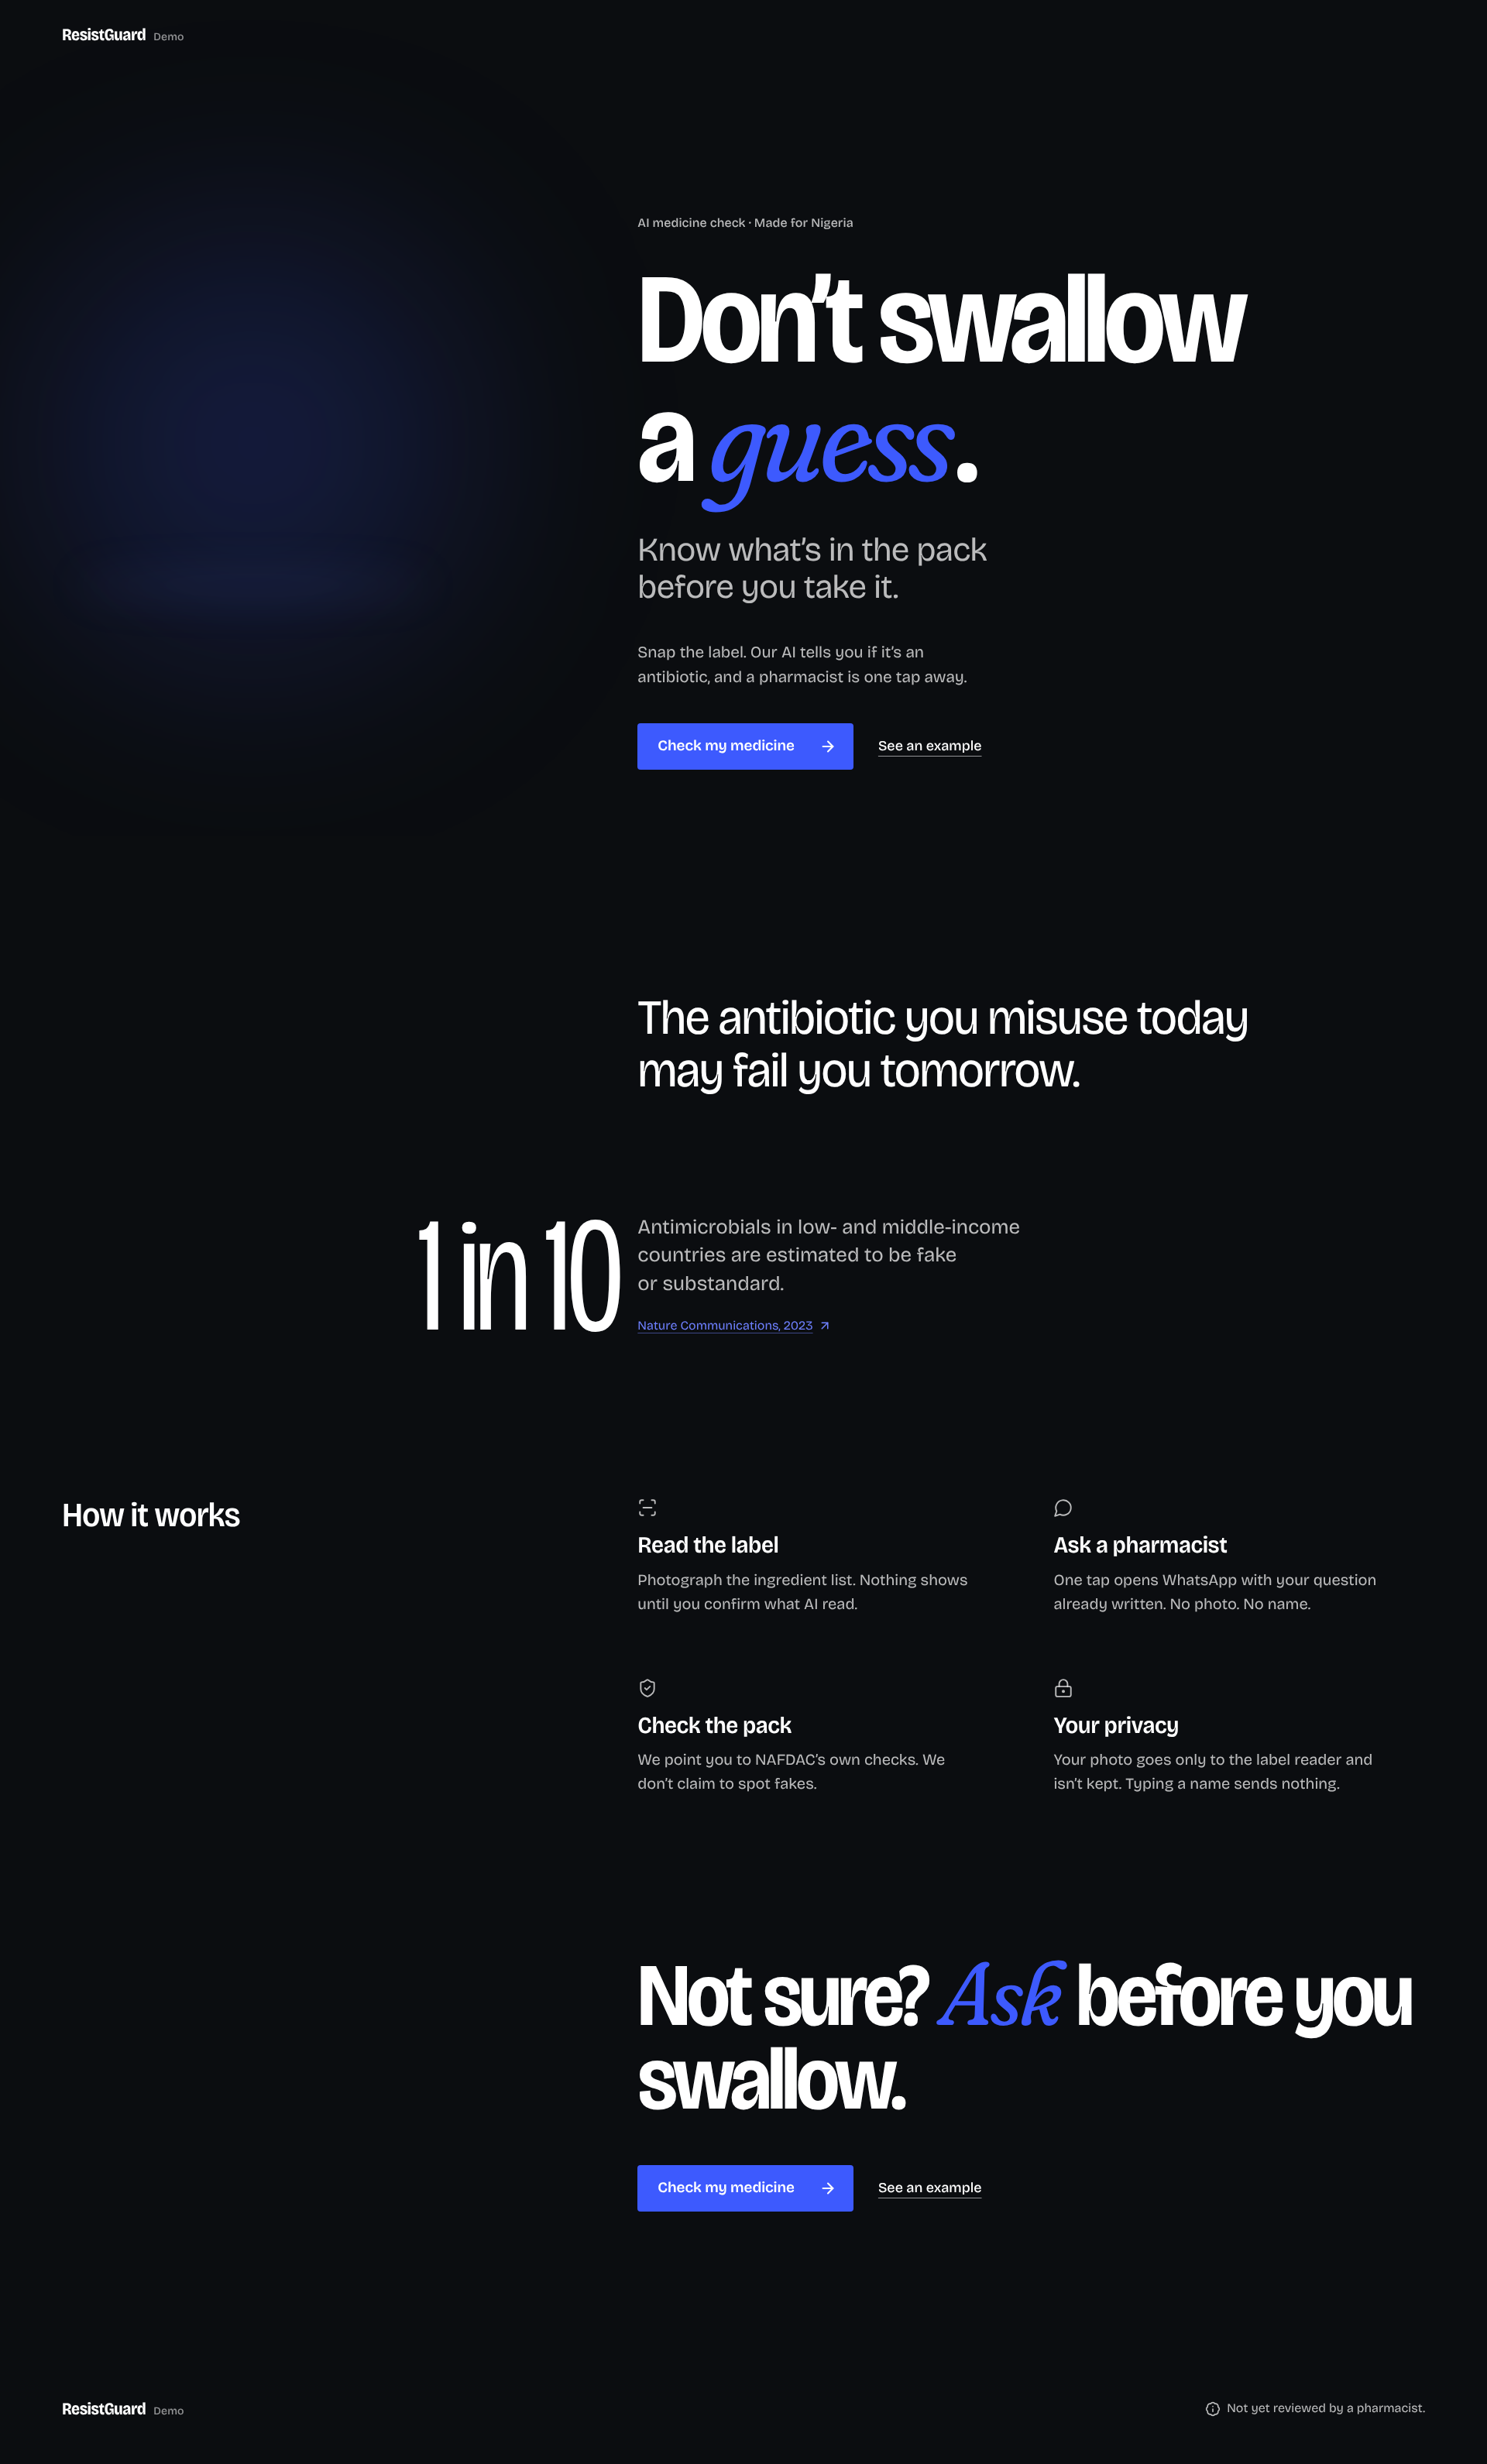 ResistGuard Demo
AI medicine check · Made for Nigeria
Don’t swallow
a guess.
Know what’s in the pack
before you take it.
Snap the label. Our AI tells you if it’s an
antibiotic, and a pharmacist is one tap away.
Check my medicine → See an example
The antibiotic you misuse today
may fail you tomorrow.
1 in 10
Antimicrobials in low- and middle-income
countries are estimated to be fake
or substandard.
Nature Communications, 2023 ↗
How it works
Read the label
Photograph the ingredient list. Nothing shows
until you confirm what AI read.
Ask a pharmacist
One tap opens WhatsApp with your question
already written. No photo. No name.
Check the pack
We point you to NAFDAC’s own checks. We
don’t claim to spot fakes.
Your privacy
Your photo goes only to the label reader and
isn’t kept. Typing a name sends nothing.
Not sure? Ask before you
swallow.
Check my medicine → See an example
ResistGuard Demo
Not yet reviewed by a pharmacist.